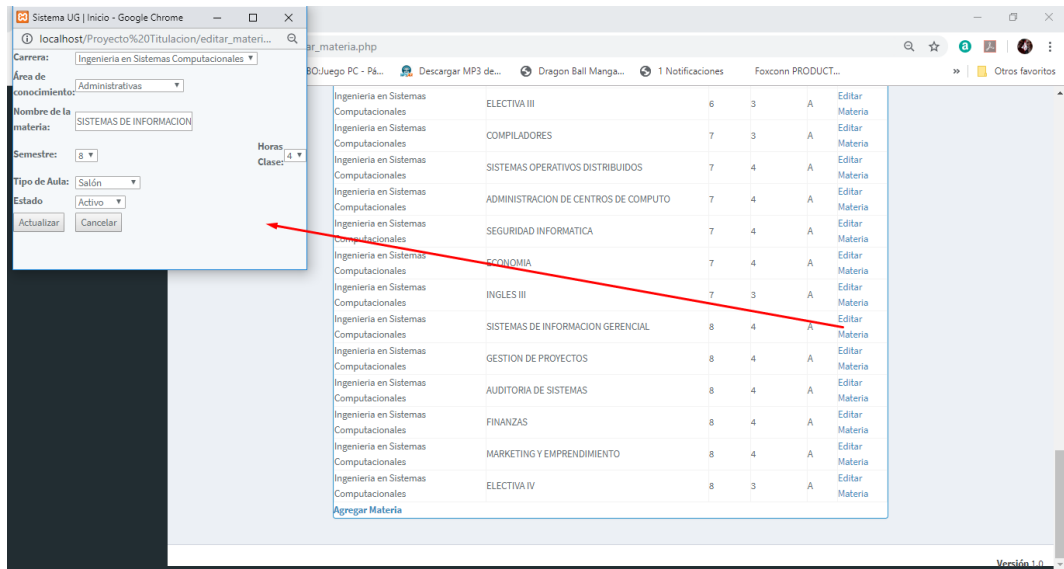 Sistema UG | Inicio - Google Chrome
localhost/Proyecto%20Titulacion/editar_materi...
Carrera: Ingenieria en Sistemas Computacionales
Área de conocimiento: Administrativas
Nombre de la materia: SISTEMAS DE INFORMACION
Semestre: 8 Horas Clase: 4
Tipo de Aula: Salón
Estado Activo
Actualizar Cancelar
ar_materia.php
BO:Juego PC - Pá... Descargar MP3 de... Dragon Ball Manga... 1 Notificaciones Foxconn PRODUCT... » Otros favoritos
Ingenieria en Sistemas Computacionales ELECTIVA III 6 3 A Editar Materia
Ingenieria en Sistemas Computacionales COMPILADORES 7 3 A Editar Materia
Ingenieria en Sistemas Computacionales SISTEMAS OPERATIVOS DISTRIBUIDOS 7 4 A Editar Materia
Ingenieria en Sistemas Computacionales ADMINISTRACION DE CENTROS DE COMPUTO 7 4 A Editar Materia
Ingenieria en Sistemas Computacionales SEGURIDAD INFORMATICA 7 4 A Editar Materia
Ingenieria en Sistemas Computacionales ECONOMIA 7 4 A Editar Materia
Ingenieria en Sistemas Computacionales INGLES III 7 3 A Editar Materia
Ingenieria en Sistemas Computacionales SISTEMAS DE INFORMACION GERENCIAL 8 4 A Editar Materia
Ingenieria en Sistemas Computacionales GESTION DE PROYECTOS 8 4 A Editar Materia
Ingenieria en Sistemas Computacionales AUDITORIA DE SISTEMAS 8 4 A Editar Materia
Ingenieria en Sistemas Computacionales FINANZAS 8 4 A Editar Materia
Ingenieria en Sistemas Computacionales MARKETING Y EMPRENDIMIENTO 8 4 A Editar Materia
Ingenieria en Sistemas Computacionales ELECTIVA IV 8 3 A Editar Materia
Agregar Materia
Versión 1.0